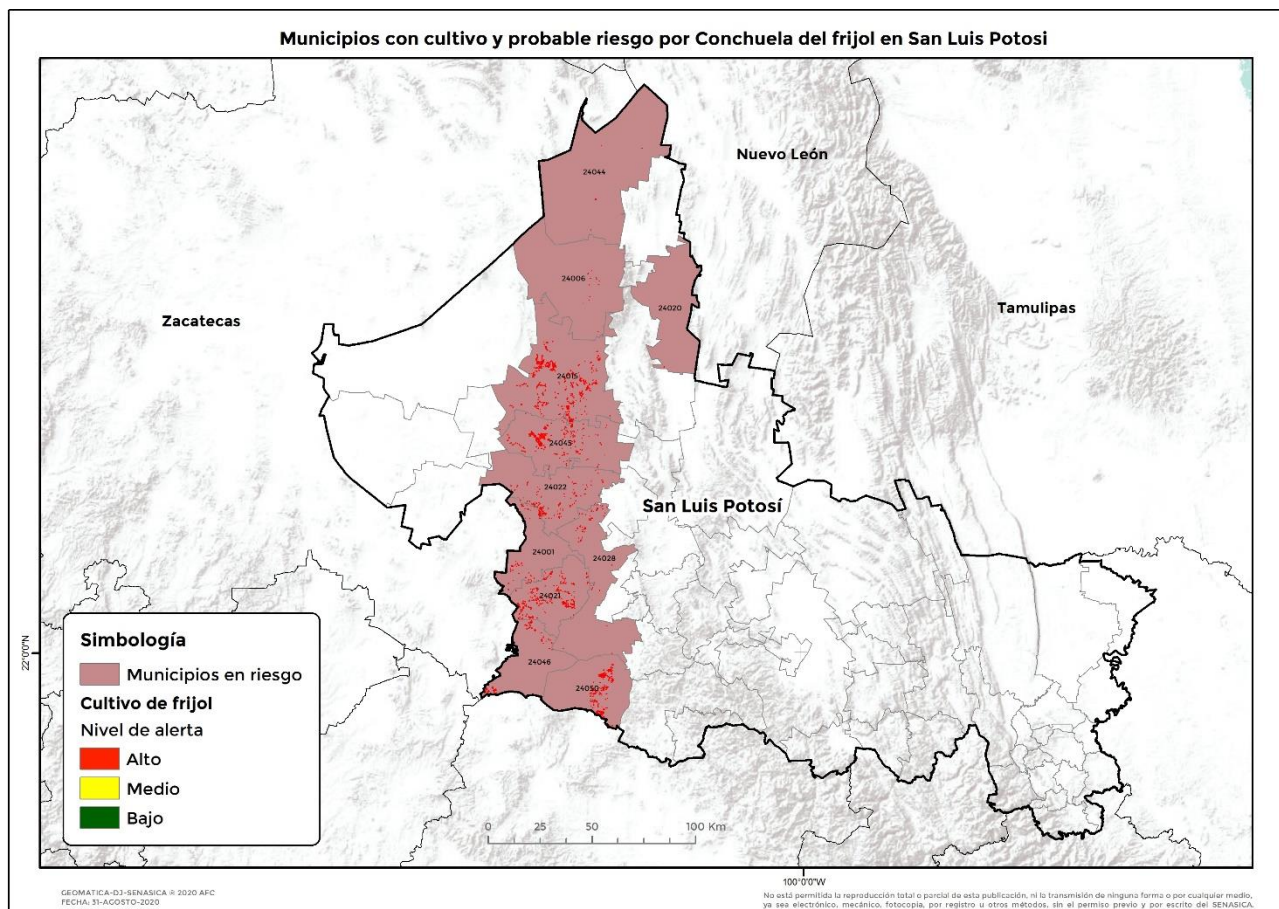 Municipios con cultivo y probable riesgo por Conchuela del frijol en San Luis Potosi
Nuevo León
24044
24006
24020
Zacatecas
Tamulipas
24015
24045
24022
San Luis Potosí
24001
24028
24021
22°0'0"N
24046
24050
Simbología
Municipios en riesgo
Cultivo de frijol
Nivel de alerta
Alto
Medio
Bajo
0 25 50 100 Km
100°0'0"W
GEOMATICA-DJ-SENASICA @ 2020 AFC
FECHA: 31-AGOSTO-2020
No está permitida la reproducción total o parcial de esta publicación, ni la transmisión de ninguna forma o por cualquier medio,
ya sea electrónico, mecánico, fotocopia, por registro u otros métodos, sin el permiso previo y por escrito del SENASICA.